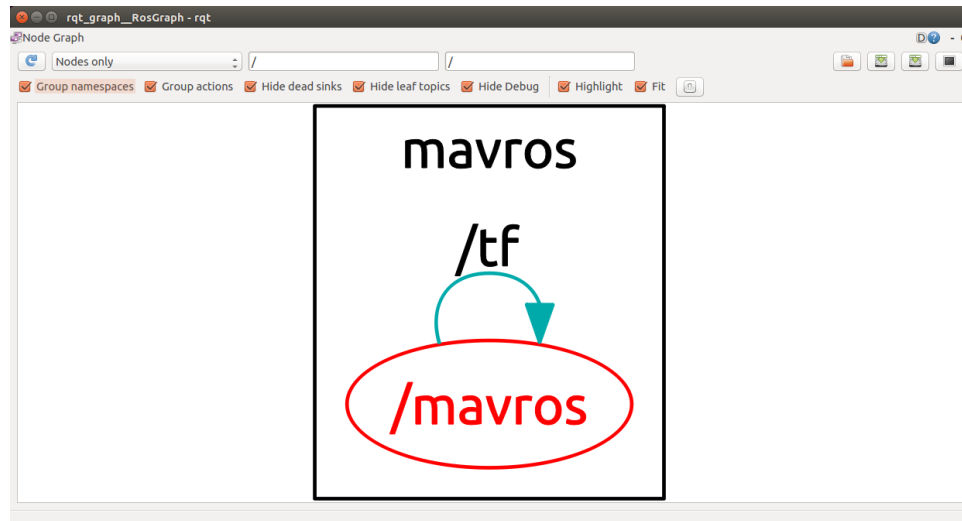 rqt_graph__RosGraph - rqt
Node Graph
D
-
Nodes only
/
/
Group namespaces Group actions Hide dead sinks Hide leaf topics Hide Debug Highlight Fit
mavros
/tf
/mavros